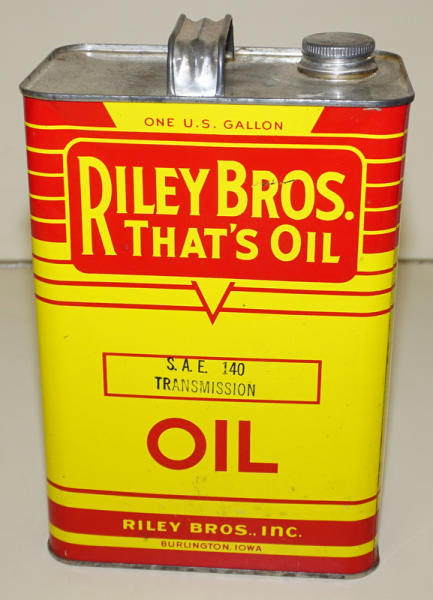 ONE U.S. GALLON
RILEY BROS.
THAT'S OIL
S.A.E. 140
TRANSMISSION
OIL
RILEY BROS., INC.
BURLINGTON, IOWA